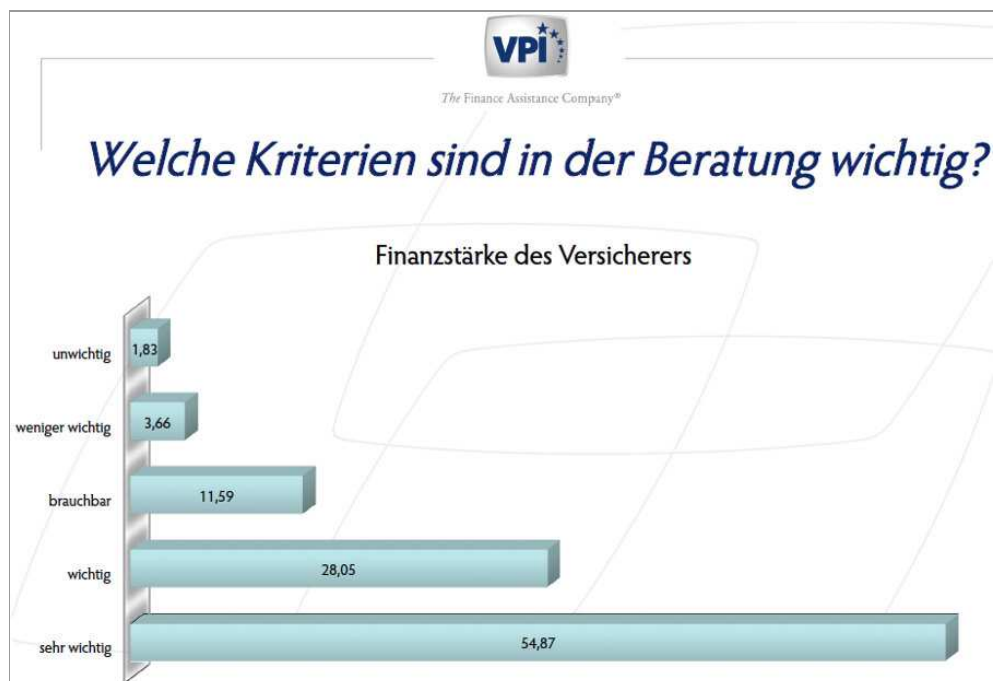 VPI
The Finance Assistance Company®
Welche Kriterien sind in der Beratung wichtig?
Finanzstärke des Versicherers
unwichtig 1,83
weniger wichtig 3,66
brauchbar 11,59
wichtig 28,05
sehr wichtig 54,87